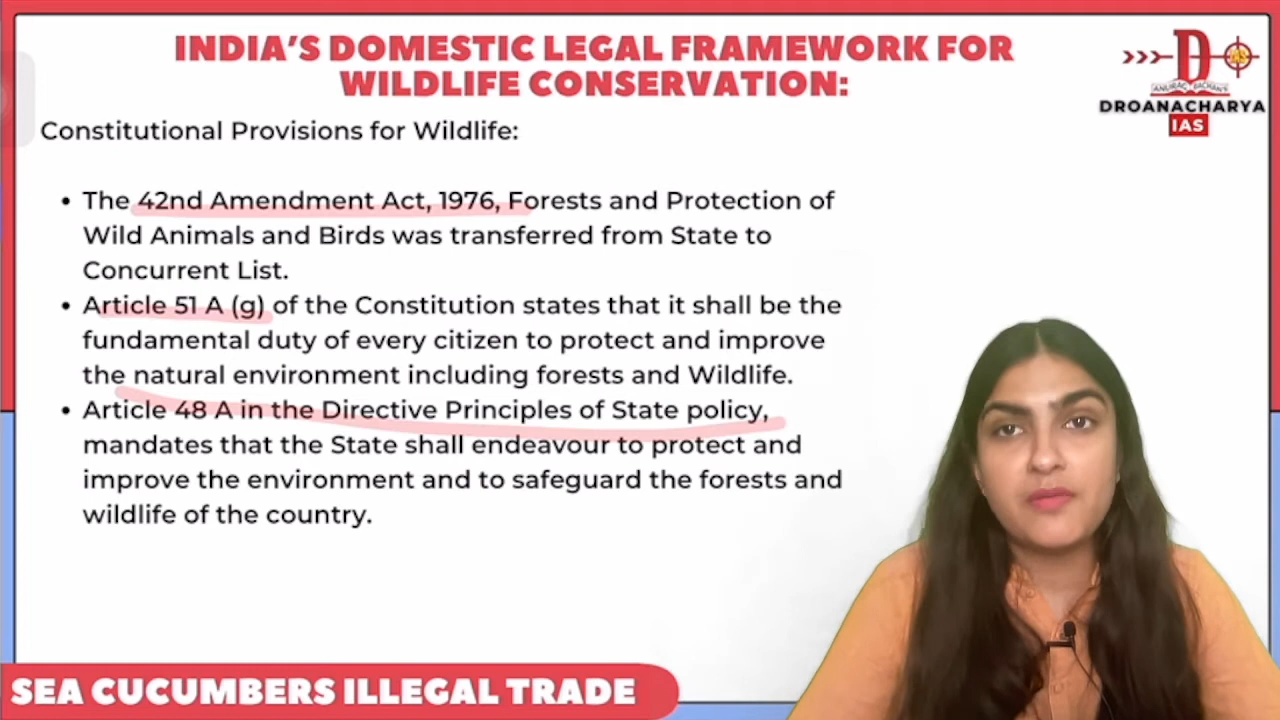 INDIA'S DOMESTIC LEGAL FRAMEWORK FOR
WILDLIFE CONSERVATION:
IAS
ANURAG BACHAN'S
DROANACHARYA
IAS
Constitutional Provisions for Wildlife:
• The 42nd Amendment Act, 1976, Forests and Protection of
Wild Animals and Birds was transferred from State to
Concurrent List.
• Article 51 A (g) of the Constitution states that it shall be the
fundamental duty of every citizen to protect and improve
the natural environment including forests and Wildlife.
• Article 48 A in the Directive Principles of State policy,
mandates that the State shall endeavour to protect and
improve the environment and to safeguard the forests and
wildlife of the country.
SEA CUCUMBERS ILLEGAL TRADE